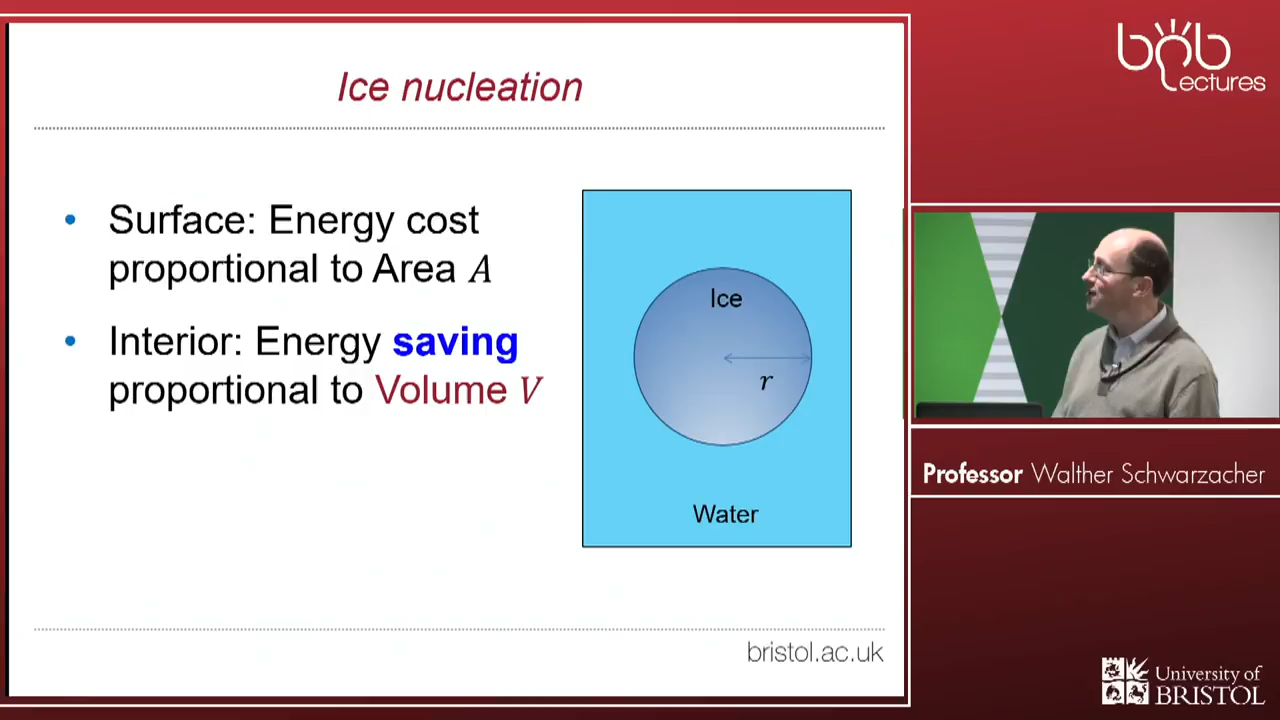 Ice nucleation
• Surface: Energy cost
proportional to Area A
• Interior: Energy saving
proportional to Volume V
Ice
r
Water
bristol.ac.uk
bob
Lectures
Professor Walther Schwarzacher
University of
BRISTOL